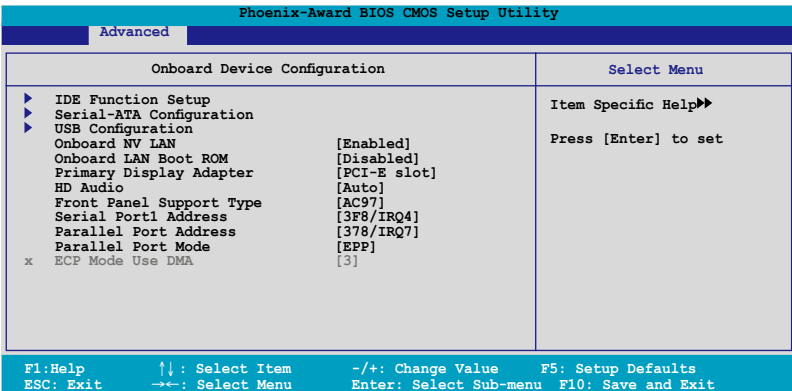 Phoenix-Award BIOS CMOS Setup Utility
Advanced
Onboard Device Configuration
Select Menu
IDE Function Setup
Serial-ATA Configuration
USB Configuration
Onboard NV LAN [Enabled]
Onboard LAN Boot ROM [Disabled]
Primary Display Adapter [PCI-E slot]
HD Audio [Auto]
Front Panel Support Type [AC97]
Serial Port1 Address [3F8/IRQ4]
Parallel Port Address [378/IRQ7]
Parallel Port Mode [EPP]
x ECP Mode Use DMA [3]
Item Specific Help
Press [Enter] to set
F1:Help ↑↓ : Select Item -/+: Change Value F5: Setup Defaults
ESC: Exit →←: Select Menu Enter: Select Sub-menu F10: Save and Exit